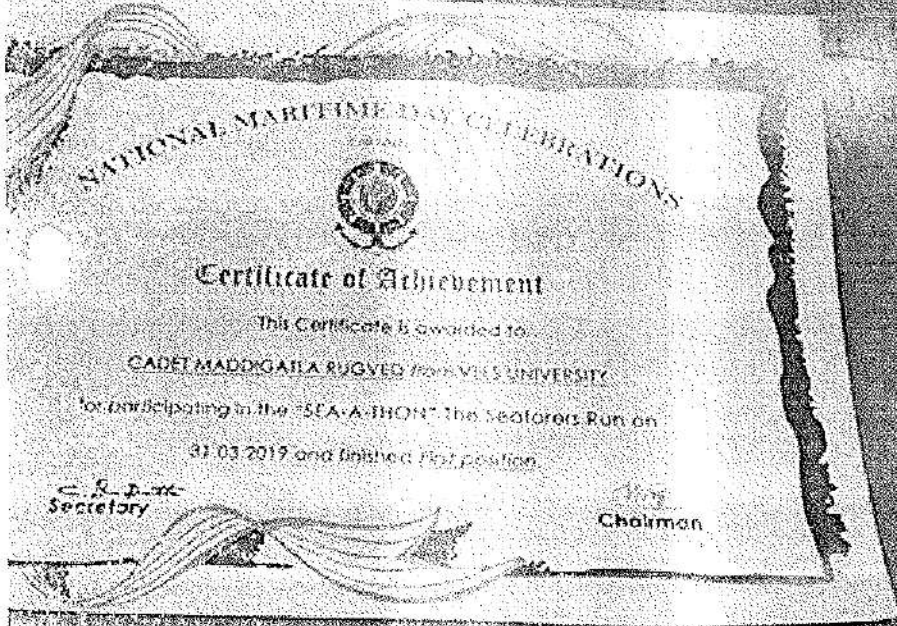 NATIONAL MARITIME DAY CELEBRATIONS
Certificate of Achievement
This Certificate is awarded to
CADET MADDIGATLA RUGVED from VELS UNIVERSITY
for participating in the "SEA-A-THON" The Seafarers Run on
31.03.2019 and finished First position.
Secretary
Chairman